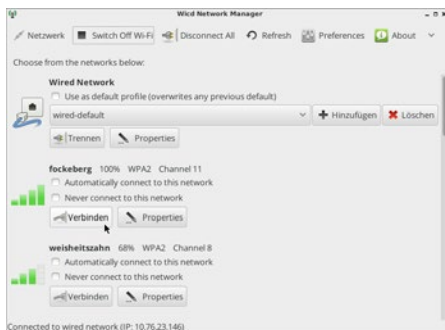 Wicd Network Manager
Netzwerk Switch Off Wi-Fi Disconnect All Refresh Preferences About
Choose from the networks below:
Wired Network
Use as default profile (overwrites any previous default)
wired-default Hinzufügen Löschen
Trennen Properties
fockeberg 100% WPA2 Channel 11
Automatically connect to this network
Never connect to this network
Verbinden Properties
weisheitszahn 68% WPA2 Channel 8
Automatically connect to this network
Never connect to this network
Verbinden Properties
Connected to wired network (IP: 10.76.23.146)